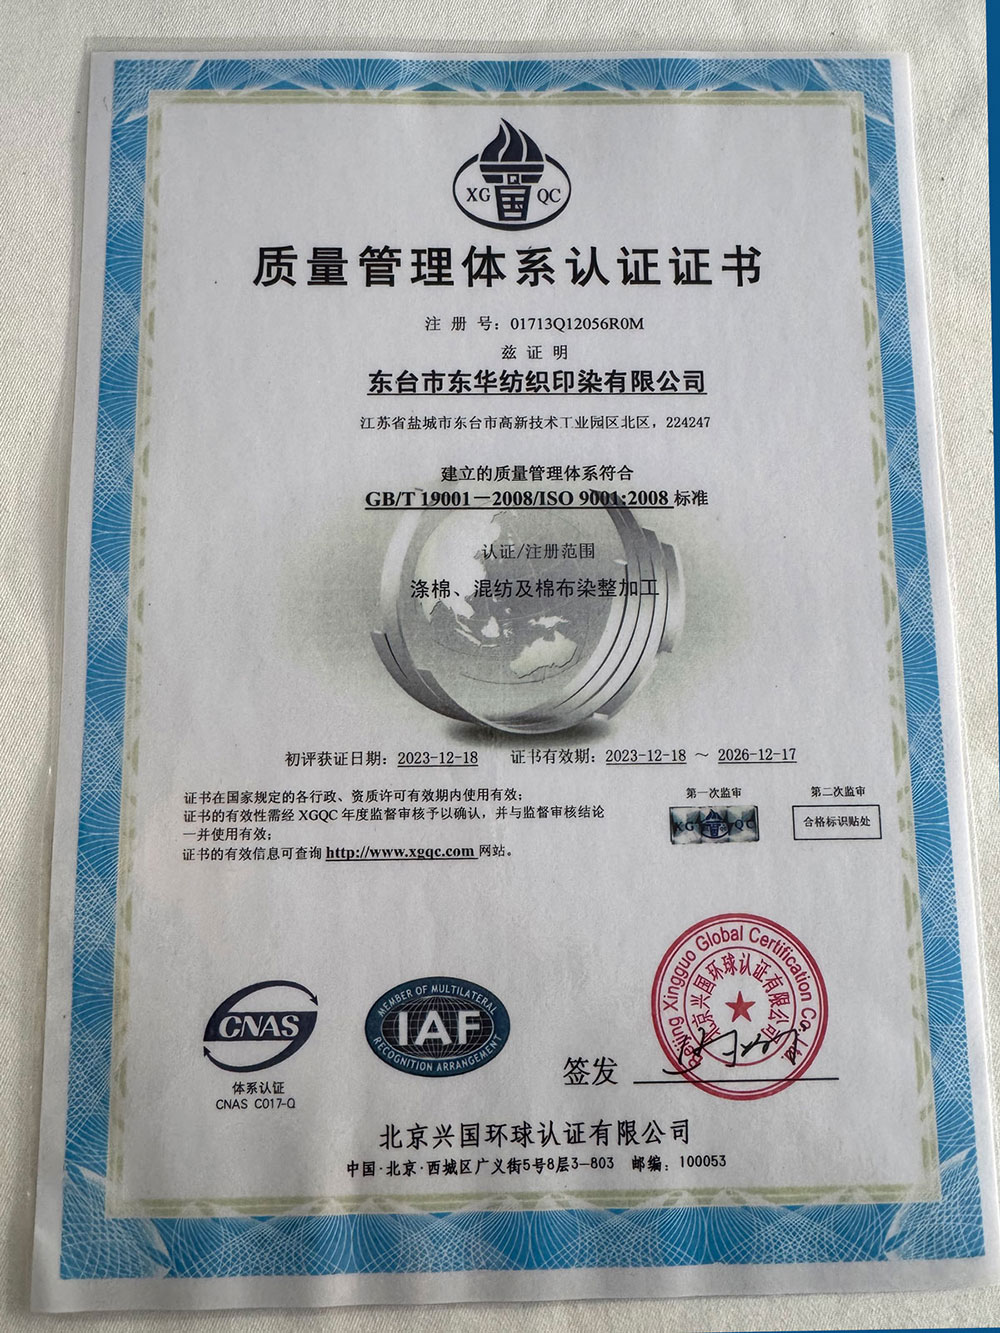 XG QC
质量管理体系认证证书
注 册 号：01713Q12056R0M
兹 证 明
东台市东华纺织印染有限公司
江苏省盐城市东台市高新技术工业园区北区，224247
建立的质量管理体系符合
GB/T 19001－2008/ISO 9001:2008 标准
认证/注册范围
涤棉、混纺及棉布染整加工
初评获证日期：2023-12-18 证书有效期：2023-12-18 ～ 2026-12-17
证书在国家规定的各行政、资质许可有效期内使用有效；
证书的有效性需经 XGQC 年度监督审核予以确认，并与监督审核结论
一并使用有效；
证书的有效信息可查询 http://www.xgqc.com 网站。
第一次监审
XG QC
第二次监审
合格标识贴处
CNAS
体系认证
CNAS C017-Q
MEMBER OF MULTILATERAL
IAF
RECOGNITION ARRANGEMENT
签发
Beijing Xingguo Global Certification Co.,Ltd.
北京兴国环球认证有限公司
北京兴国环球认证有限公司
中国·北京·西城区广义街5号8层3-803 邮编：100053